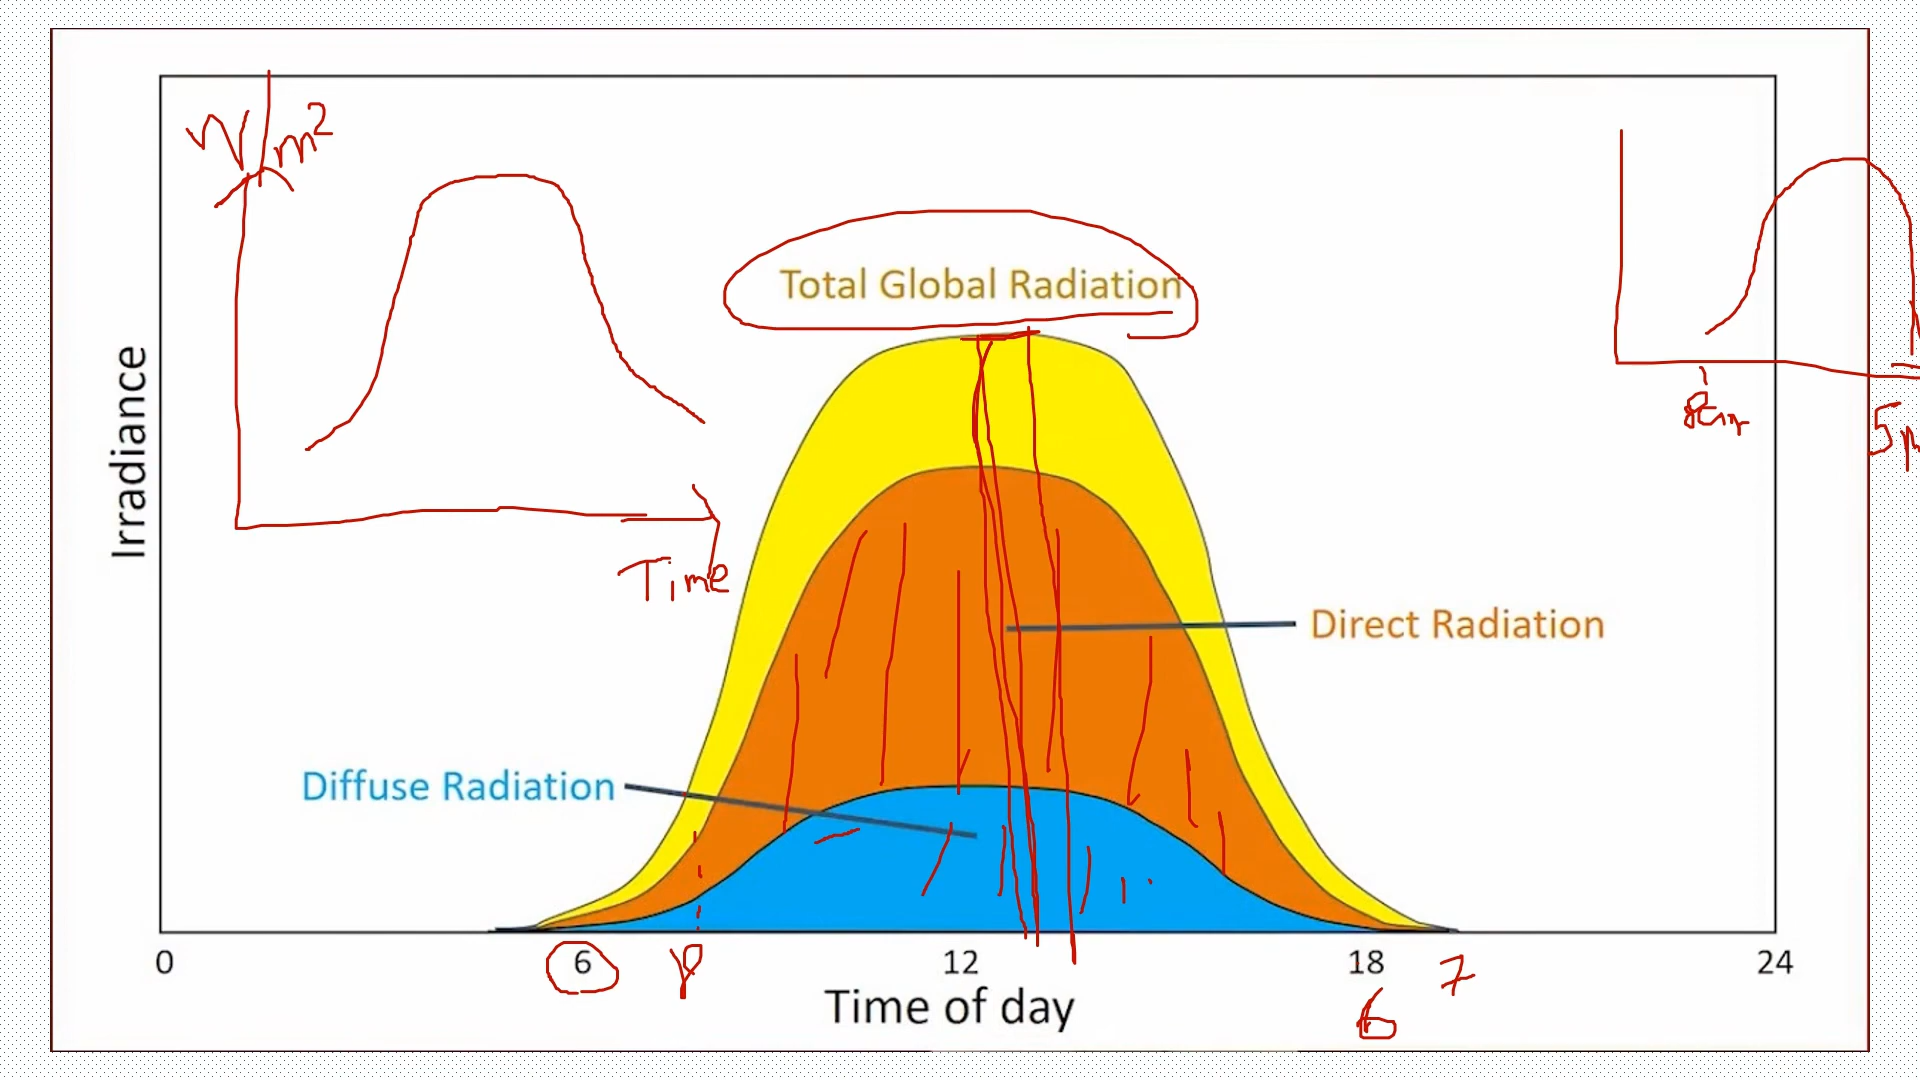 W/m²
Total Global Radiation
Irradiance
Time
Direct Radiation
Diffuse Radiation
0 6 8 12 18 7 24
Time of day
6